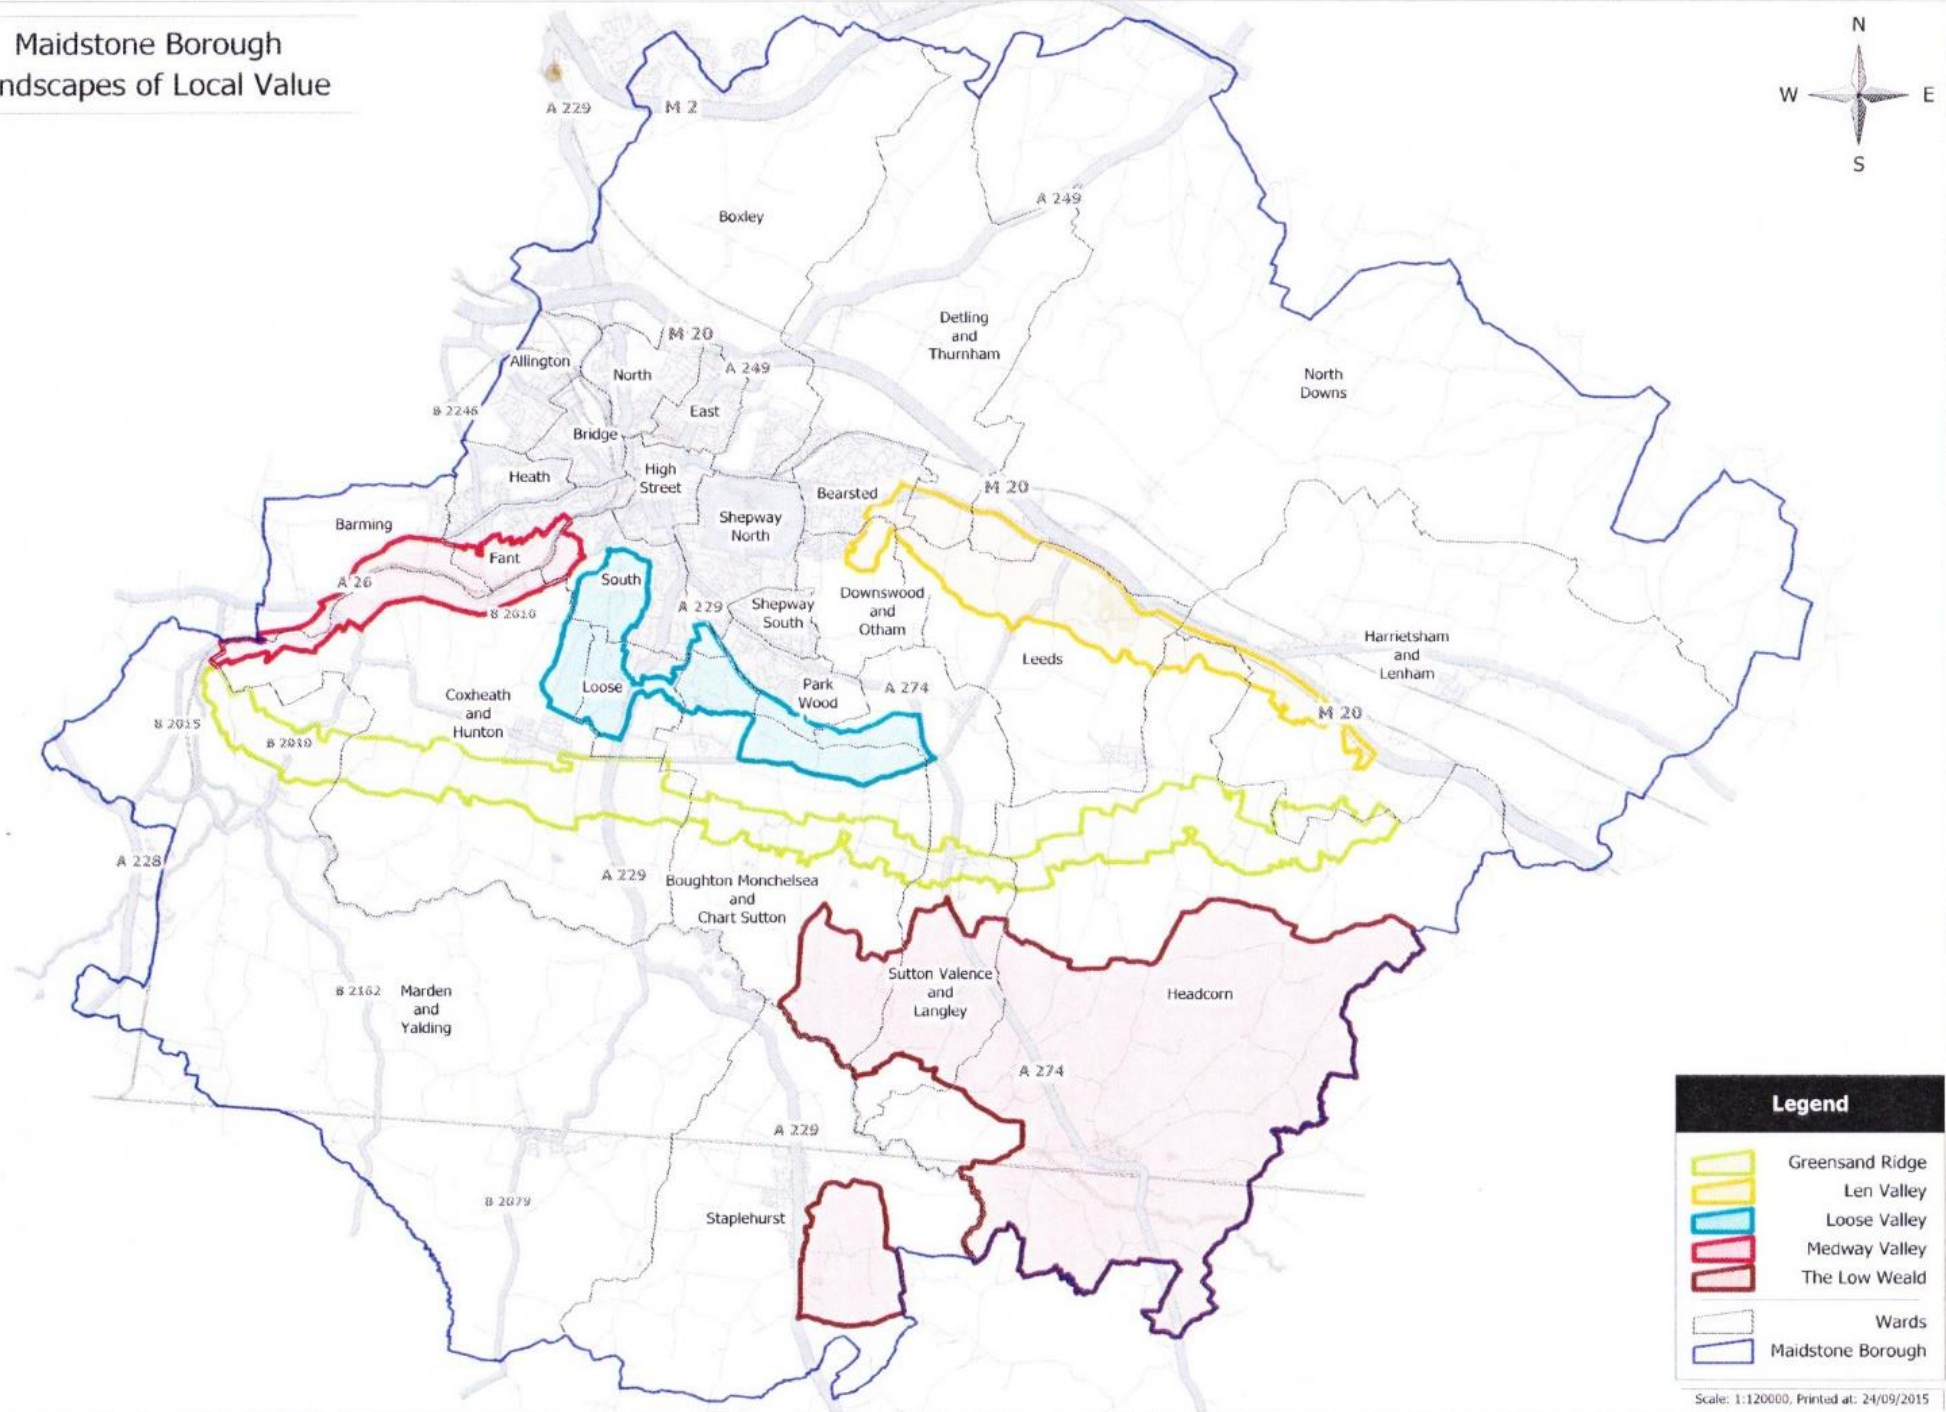 Maidstone Borough
ndscapes of Local Value
N
W
E
S
A 229
M 2
A 249
Boxley
Detling
and
Thurnham
M 20
Allington
North
A 249
North
Downs
B 2246
East
Bridge
Heath
High
Street
Bearsted
M 20
Barming
Shepway
North
Fant
A 26
South
B 2010
A 229
Shepway
South
Downswood
and
Otham
Leeds
Harrietsham
and
Lenham
Coxheath
and
Hunton
Loose
Park
Wood
A 274
B 2015
B 2010
M 20
A 228
A 229
Boughton Monchelsea
and
Chart Sutton
Sutton Valence
and
Langley
Headcorn
B 2162
Marden
and
Yalding
A 274
A 229
B 2079
Staplehurst
Legend
Greensand Ridge
Len Valley
Loose Valley
Medway Valley
The Low Weald
Wards
Maidstone Borough
Scale: 1:120000, Printed at: 24/09/2015